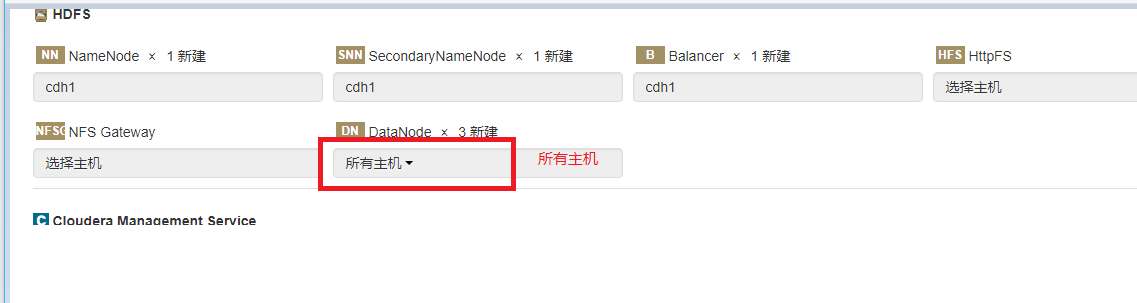 HDFS
NN NameNode × 1 新建 SNN SecondaryNameNode × 1 新建 B Balancer × 1 新建 HFS HttpFS
cdh1 cdh1 cdh1 选择主机
NFSG NFS Gateway DN DataNode × 3 新建
选择主机 所有主机 所有主机
C Cloudera Management Service